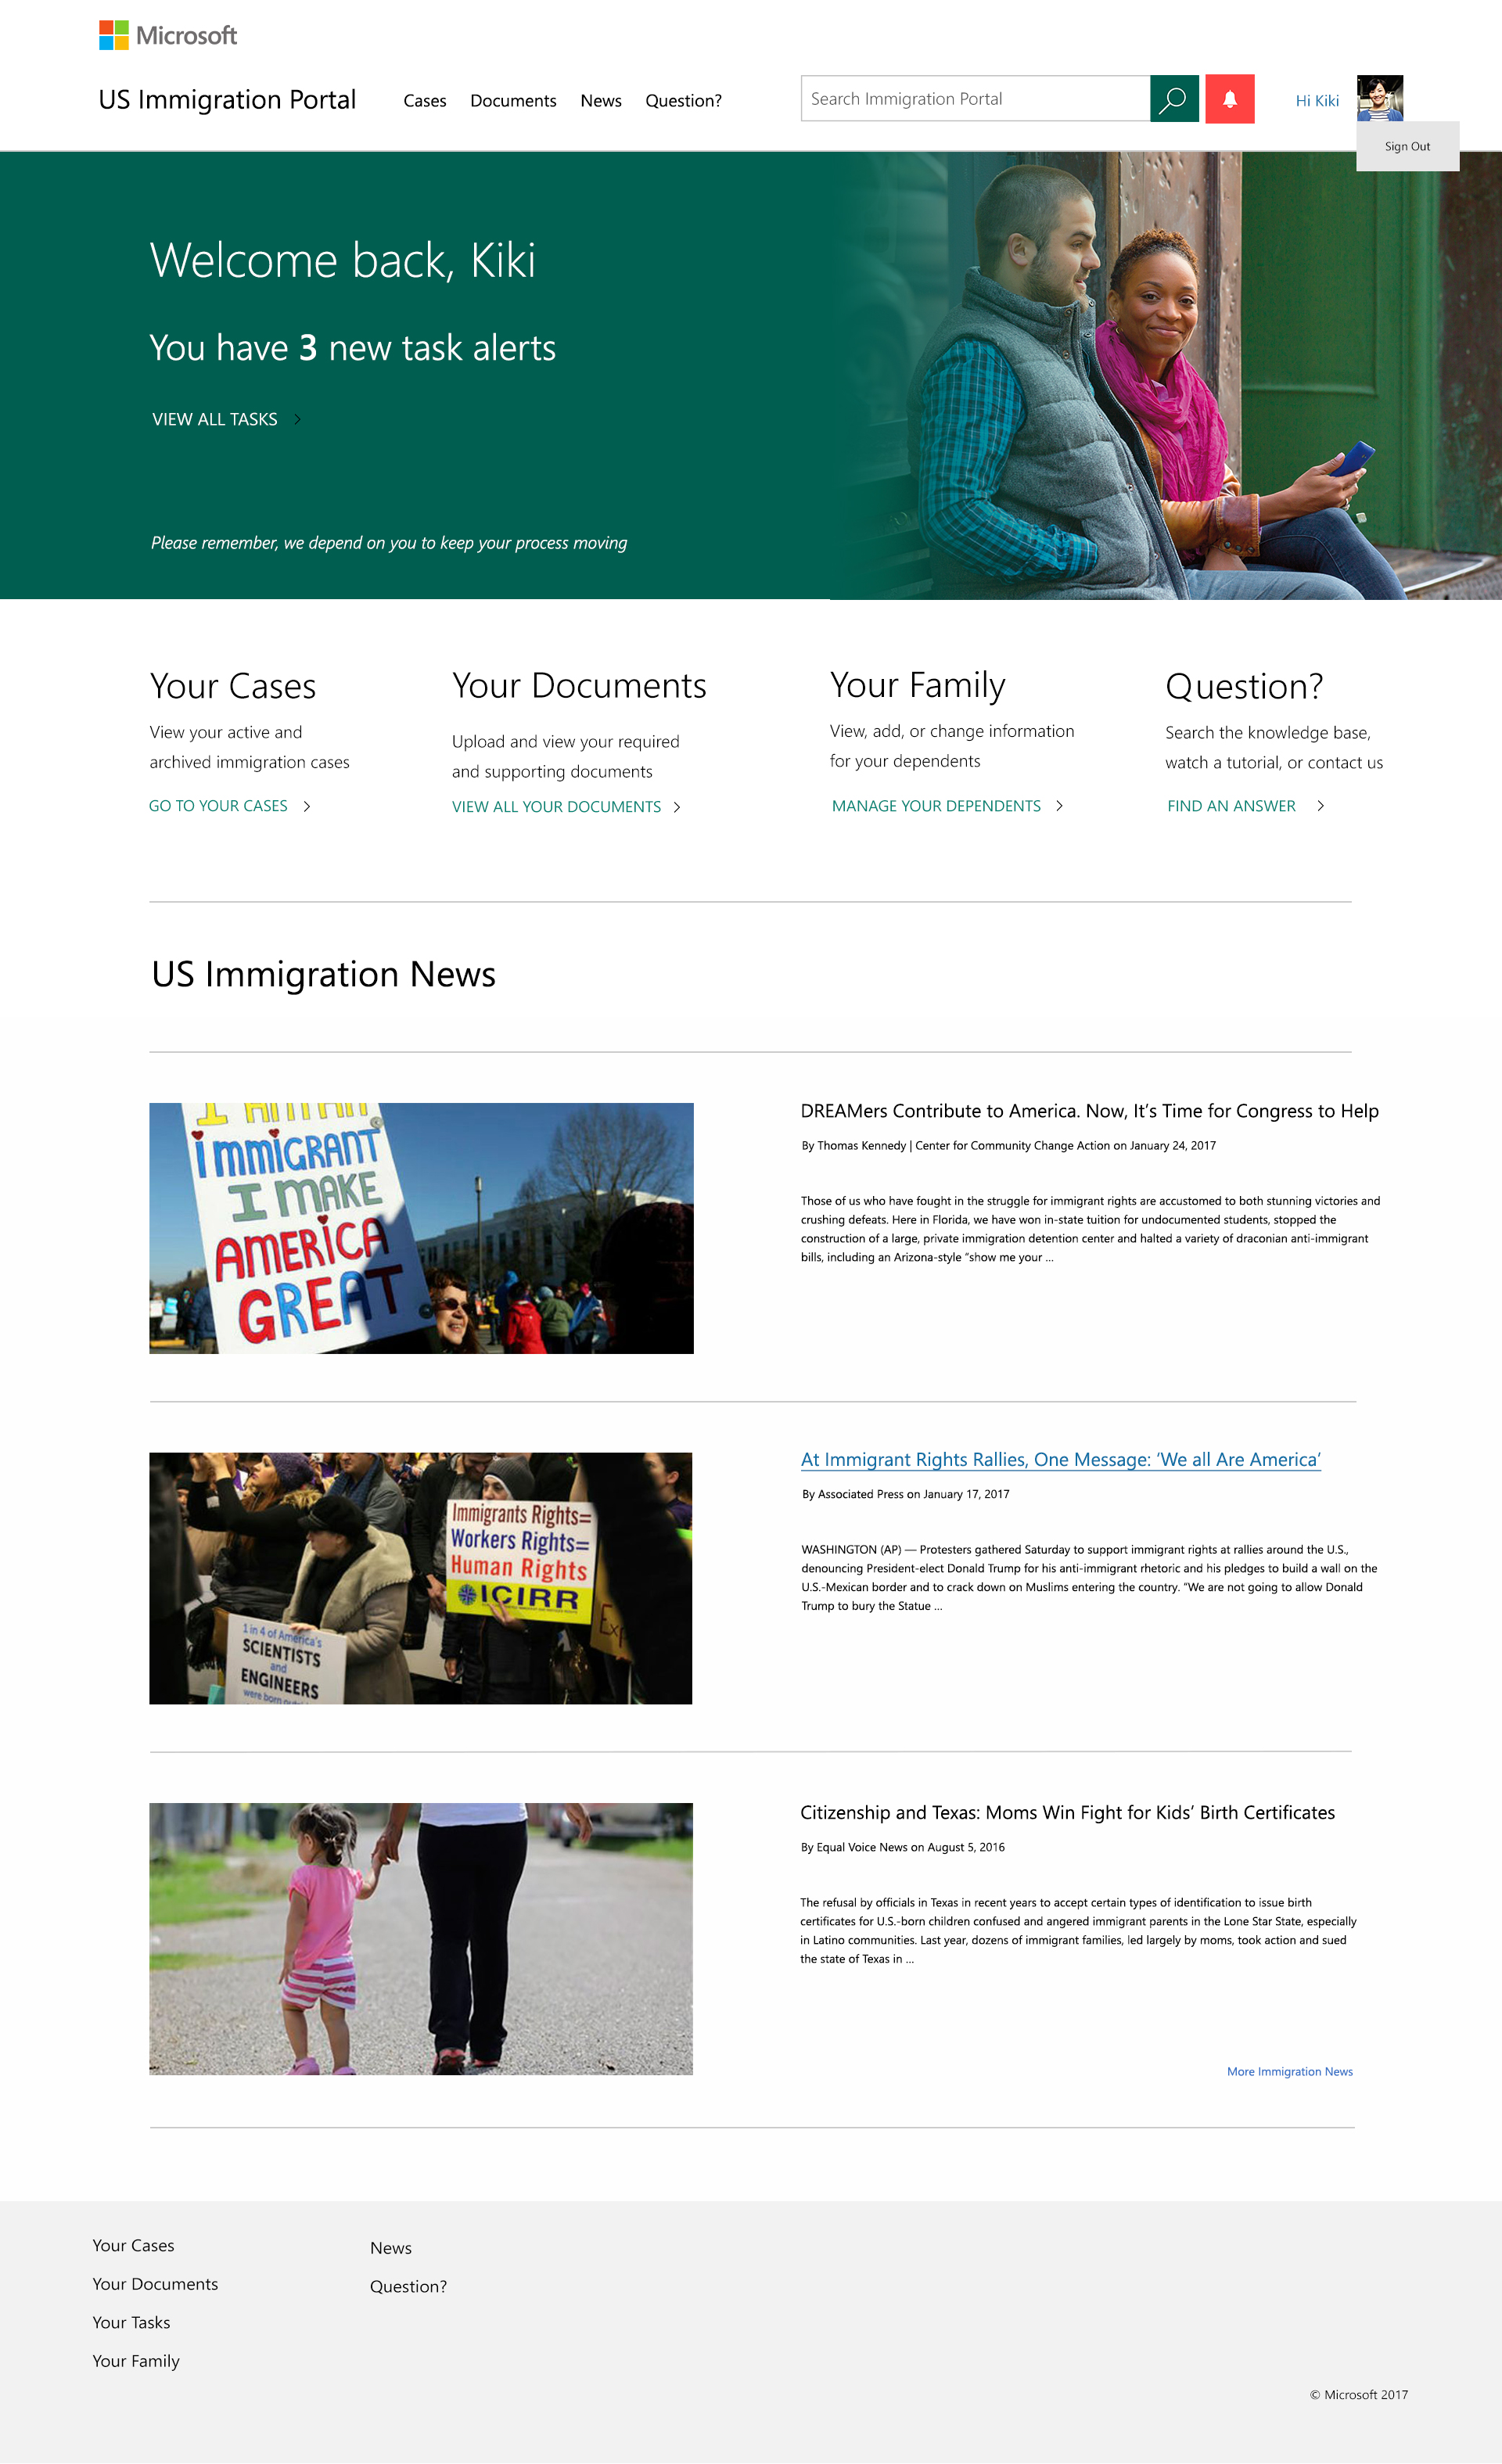 Microsoft
US Immigration Portal
Cases
Documents
News
Question?
Search Immigration Portal
Hi Kiki
Sign Out
Welcome back, Kiki
You have 3 new task alerts
VIEW ALL TASKS
Please remember, we depend on you to keep your process moving
Your Cases
View your active and
archived immigration cases
GO TO YOUR CASES
Your Documents
Upload and view your required
and supporting documents
VIEW ALL YOUR DOCUMENTS
Your Family
View, add, or change information
for your dependents
MANAGE YOUR DEPENDENTS
Question?
Search the knowledge base,
watch a tutorial, or contact us
FIND AN ANSWER
US Immigration News
I AM AN
iMMIGRANT
I MAKE
AMERICA
GREAT
DREAMers Contribute to America. Now, It’s Time for Congress to Help
By Thomas Kennedy | Center for Community Change Action on January 24, 2017
Those of us who have fought in the struggle for immigrant rights are accustomed to both stunning victories and
crushing defeats. Here in Florida, we have won in-state tuition for undocumented students, stopped the
construction of a large, private immigration detention center and halted a variety of draconian anti-immigrant
bills, including an Arizona-style “show me your ...
Immigrants Rights=
Workers Rights=
Human Rights
ICIRR
1 in 4 of America's
SCIENTISTS
and
ENGINEERS
were born
At Immigrant Rights Rallies, One Message: ‘We all Are America’
By Associated Press on January 17, 2017
WASHINGTON (AP) — Protesters gathered Saturday to support immigrant rights at rallies around the U.S.,
denouncing President-elect Donald Trump for his anti-immigrant rhetoric and his pledges to build a wall on the
U.S.-Mexican border and to crack down on Muslims entering the country. “We are not going to allow Donald
Trump to bury the Statue ...
Citizenship and Texas: Moms Win Fight for Kids’ Birth Certificates
By Equal Voice News on August 5, 2016
The refusal by officials in Texas in recent years to accept certain types of identification to issue birth
certificates for U.S.-born children confused and angered immigrant parents in the Lone Star State, especially
in Latino communities. Last year, dozens of immigrant families, led largely by moms, took action and sued
the state of Texas in ...
More Immigration News
Your Cases
Your Documents
Your Tasks
Your Family
News
Question?
© Microsoft 2017